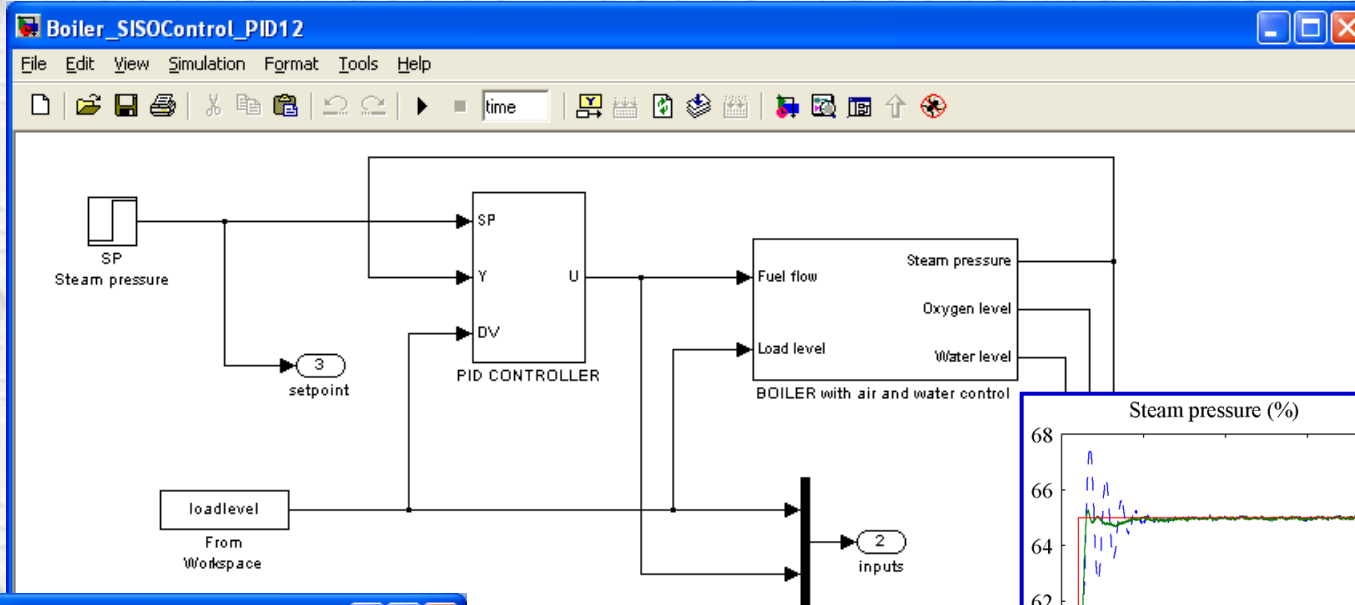 Boiler_SISOControl_PID12
File Edit View Simulation Format Tools Help
time
SP
Steam pressure
3
setpoint
SP
Y
DV
U
PID CONTROLLER
Fuel flow
Load level
Steam pressure
Oxygen level
Water level
BOILER with air and water control
loadlevel
From
Workspace
2
inputs
Steam pressure (%)
68
66
64
62